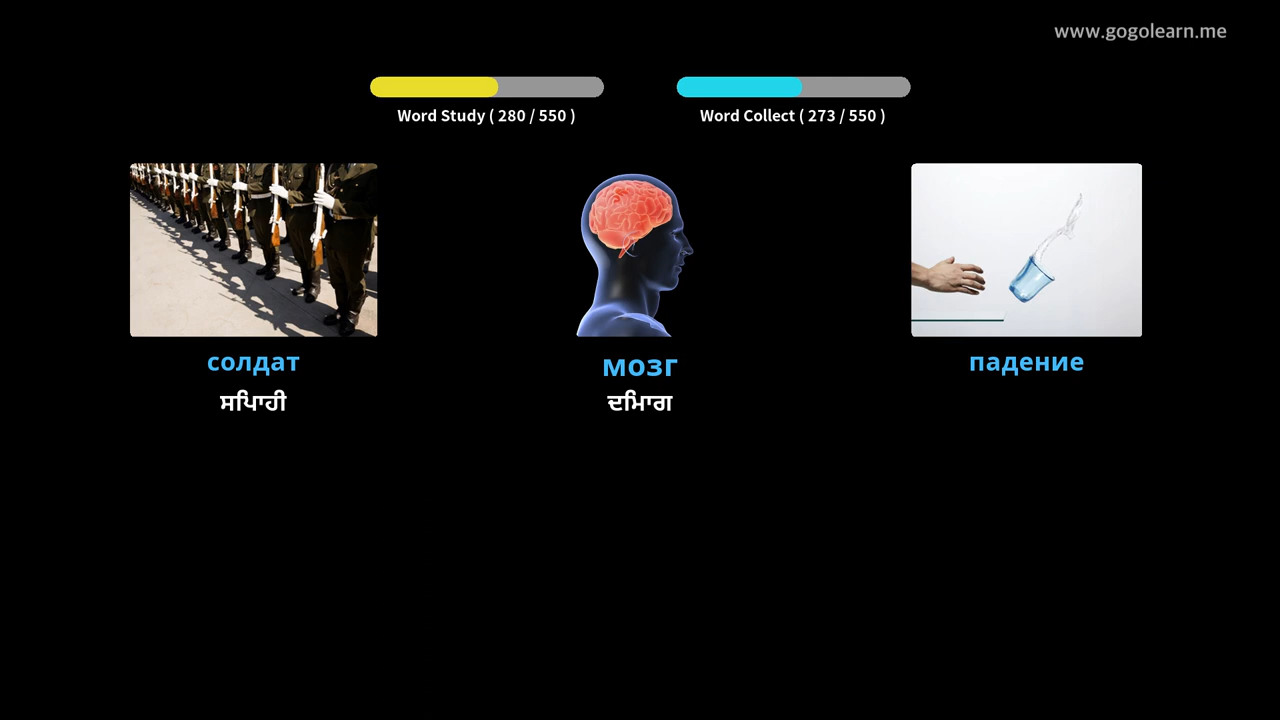 www.gogolearn.me
Word Study ( 280 / 550 )
Word Collect ( 273 / 550 )
солдат
мозг
падение
ਸਿਪਾਹੀ
ਦਿਮਾਗ